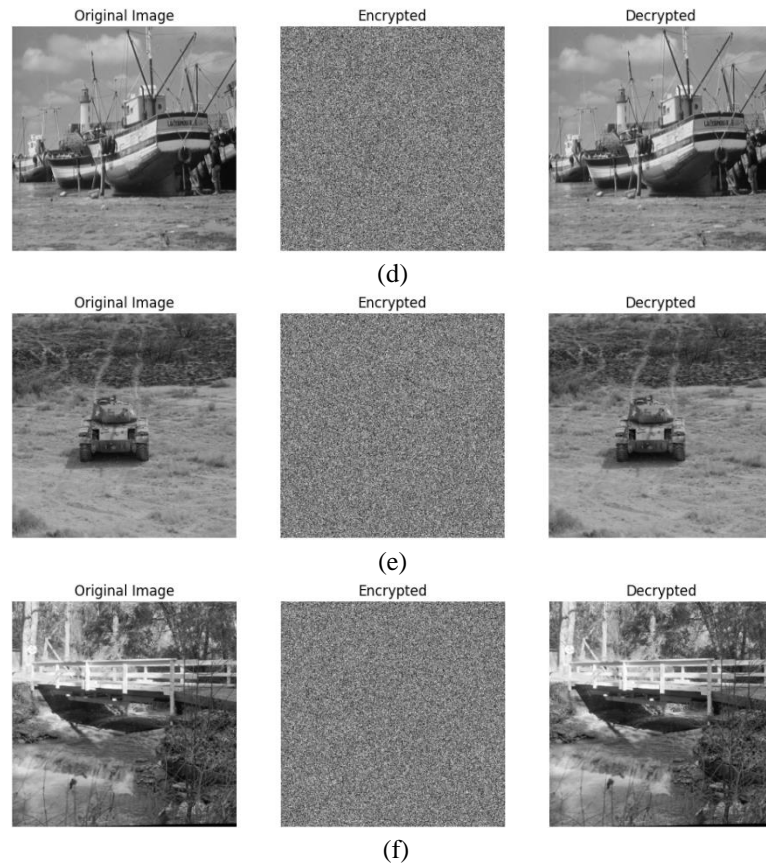 Original Image Encrypted Decrypted
(d)
Original Image Encrypted Decrypted
(e)
Original Image Encrypted Decrypted
(f)